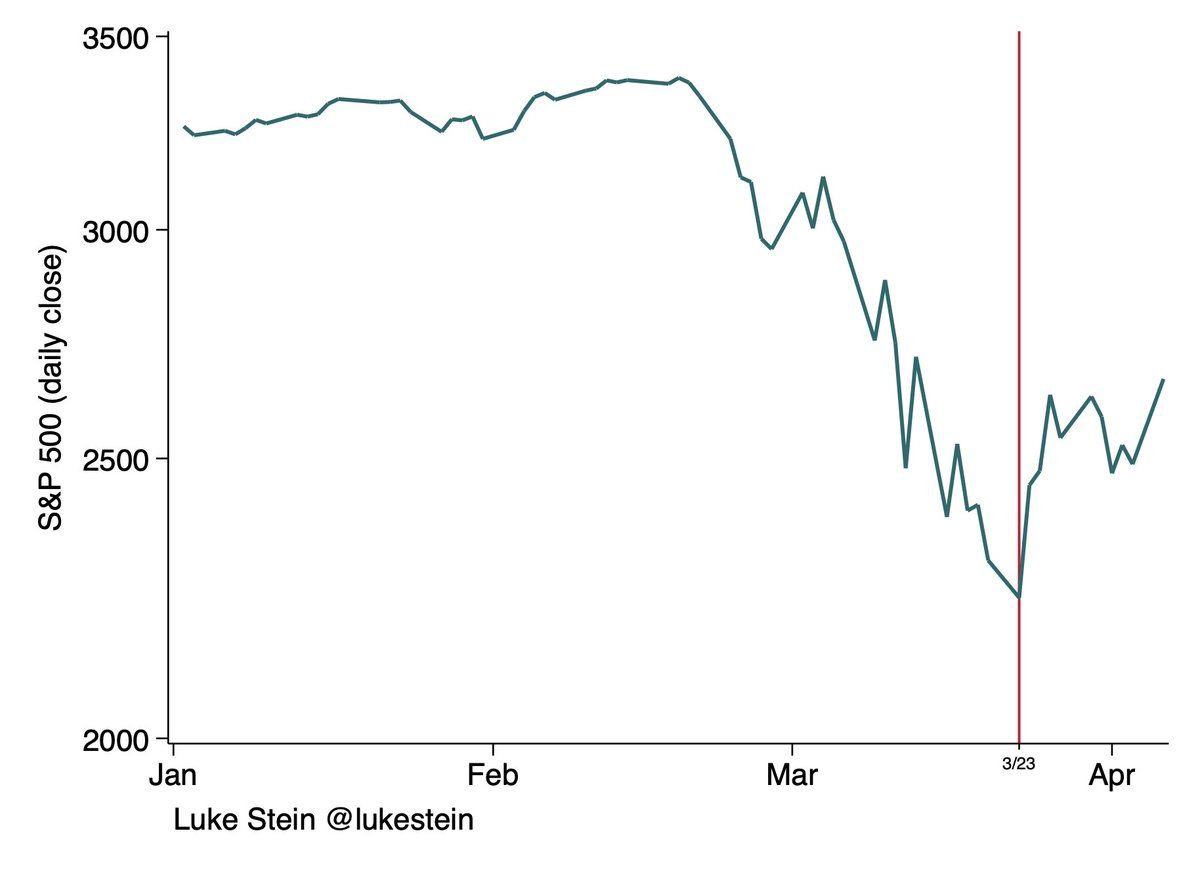 3500
3000
2500
2000
S&P 500 (daily close)
Jan
Feb
Mar
3/23
Apr
Luke Stein @lukestein